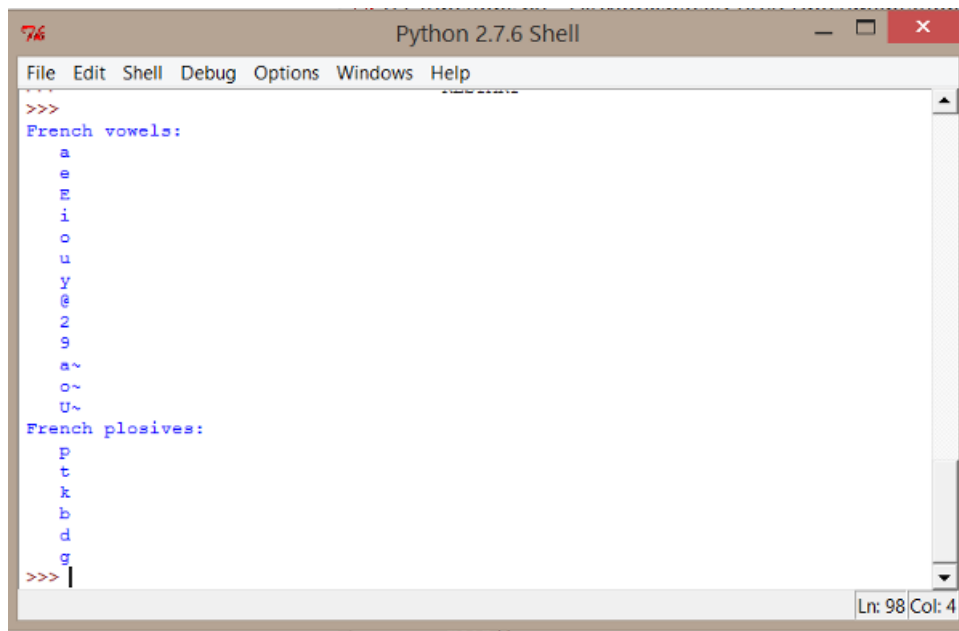 Python 2.7.6 Shell
File Edit Shell Debug Options Windows Help
>>>
French vowels:
a
e
E
i
o
u
y
@
2
9
a~
o~
U~
French plosives:
p
t
k
b
d
g
>>>
Ln: 98 Col: 4